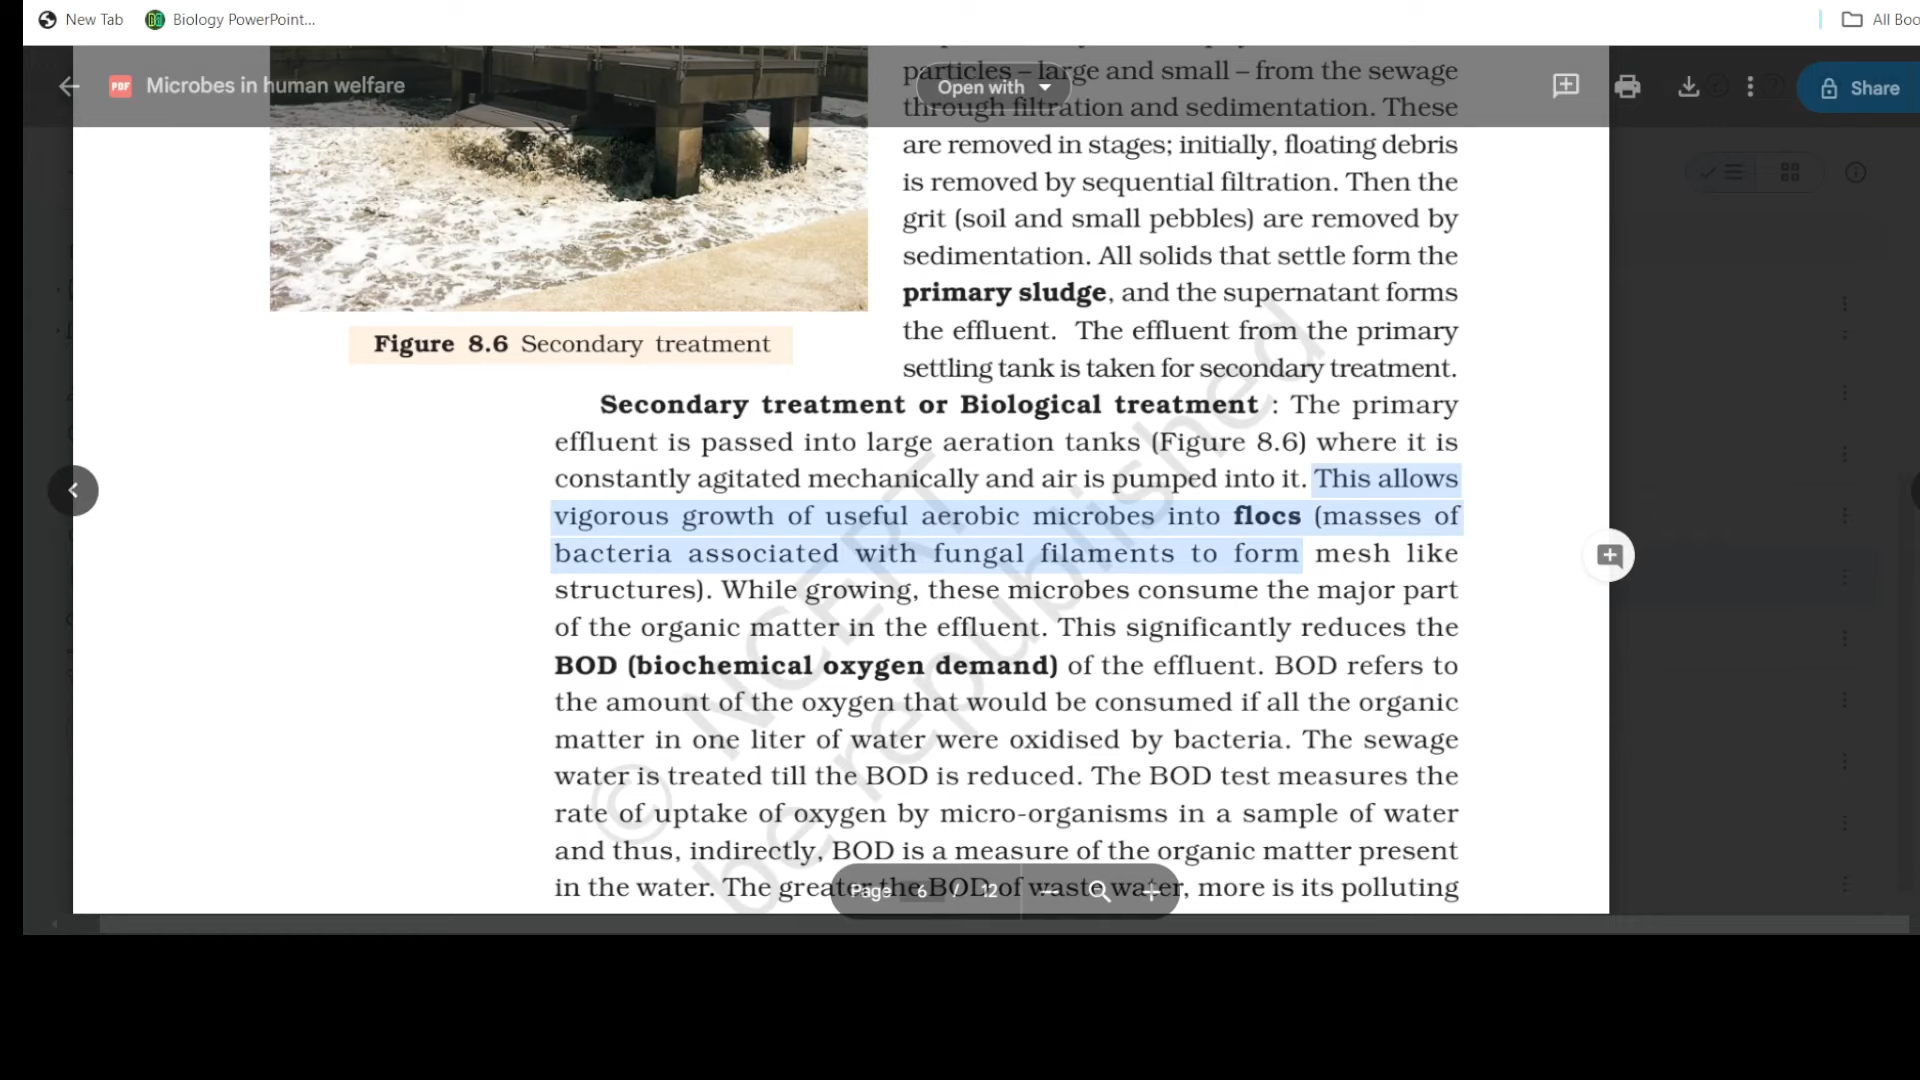 New Tab
Biology PowerPoint...
All Boo
Microbes in human welfare
Open with
Share
particles – large and small – from the sewage
through filtration and sedimentation. These
are removed in stages; initially, floating debris
is removed by sequential filtration. Then the
grit (soil and small pebbles) are removed by
sedimentation. All solids that settle form the
primary sludge, and the supernatant forms
the effluent. The effluent from the primary
settling tank is taken for secondary treatment.
Figure 8.6 Secondary treatment
Secondary treatment or Biological treatment : The primary
effluent is passed into large aeration tanks (Figure 8.6) where it is
constantly agitated mechanically and air is pumped into it. This allows
vigorous growth of useful aerobic microbes into flocs (masses of
bacteria associated with fungal filaments to form mesh like
structures). While growing, these microbes consume the major part
of the organic matter in the effluent. This significantly reduces the
BOD (biochemical oxygen demand) of the effluent. BOD refers to
the amount of the oxygen that would be consumed if all the organic
matter in one liter of water were oxidised by bacteria. The sewage
water is treated till the BOD is reduced. The BOD test measures the
rate of uptake of oxygen by micro-organisms in a sample of water
and thus, indirectly, BOD is a measure of the organic matter present
in the water. The greater the BOD of waste water, more is its polluting
Page 6 / 12
© NCERT
be republished